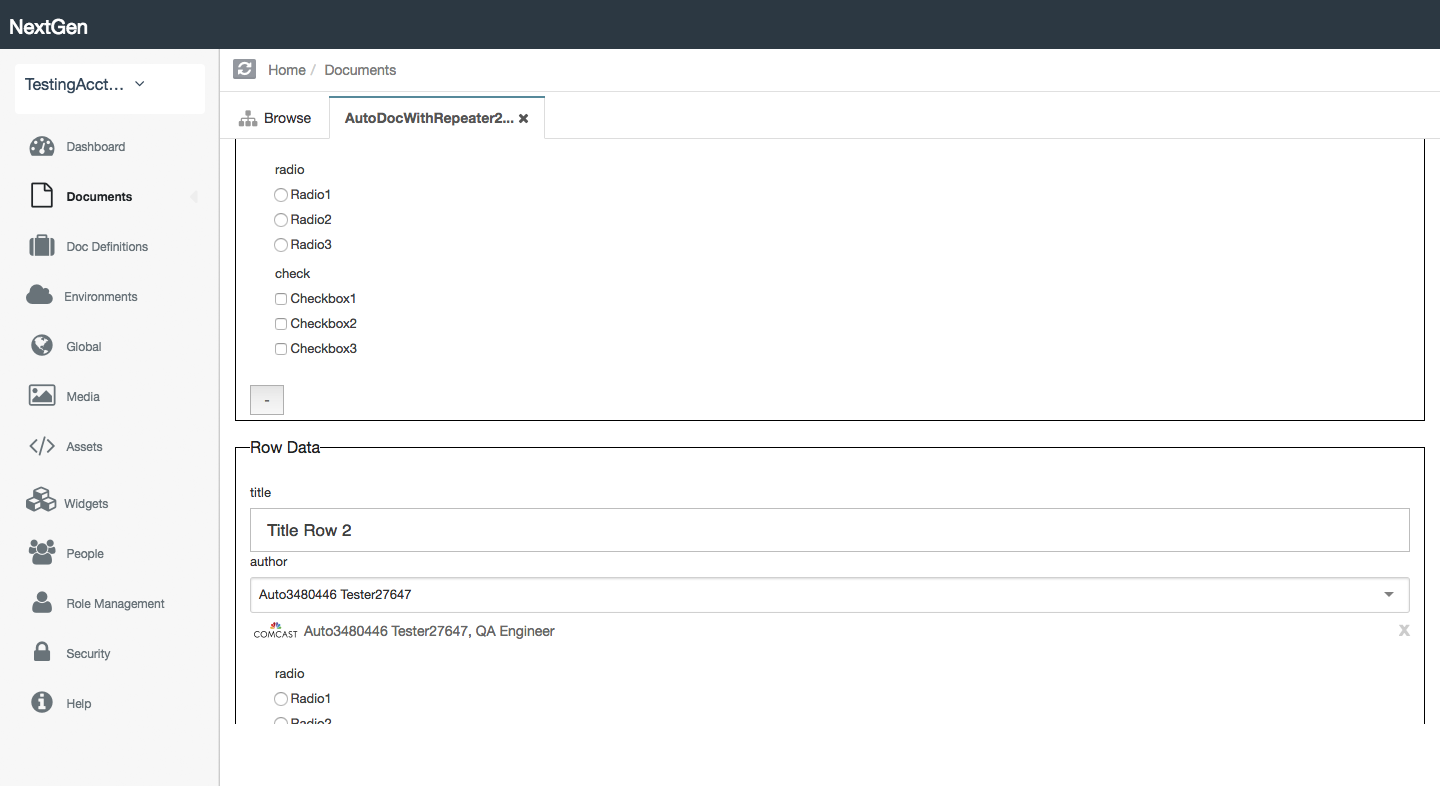 NextGen
TestingAcct...
Home / Documents
Browse
AutoDocWithRepeater2...
Dashboard
Documents
Doc Definitions
Environments
Global
Media
Assets
Widgets
People
Role Management
Security
Help
radio
Radio1
Radio2
Radio3
check
Checkbox1
Checkbox2
Checkbox3
-
Row Data
title
Title Row 2
author
Auto3480446 Tester27647
COMCAST Auto3480446 Tester27647, QA Engineer
X
radio
Radio1
Radio2